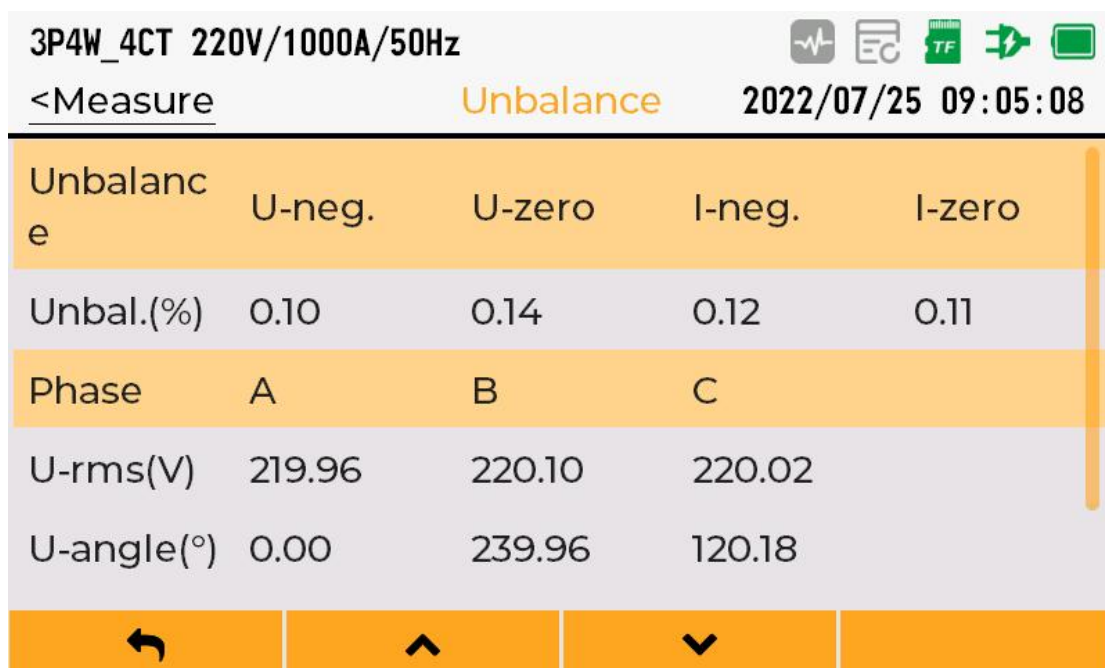 3P4W_4CT 220V/1000A/50Hz
TF
<Measure Unbalance 2022/07/25 09:05:08
Unbalanc
e U-neg. U-zero I-neg. I-zero
Unbal.(%) 0.10 0.14 0.12 0.11
Phase A B C
U-rms(V) 219.96 220.10 220.02
U-angle(°) 0.00 239.96 120.18